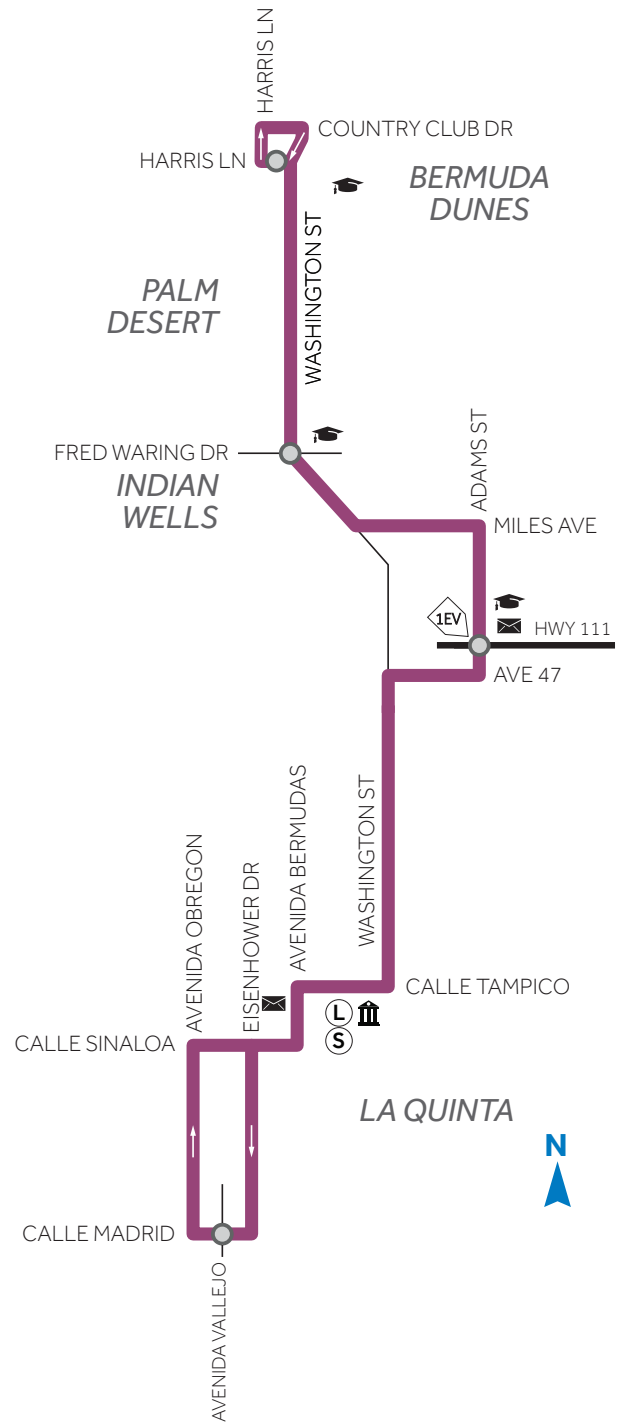 HARRIS LN
COUNTRY CLUB DR
HARRIS LN
BERMUDA
DUNES
WASHINGTON ST
PALM
DESERT
ADAMS ST
FRED WARING DR
INDIAN
WELLS
MILES AVE
1EV
HWY 111
AVE 47
WASHINGTON ST
AVENIDA BERMUDAS
AVENIDA OBREGON
EISENHOWER DR
CALLE TAMPICO
L
S
CALLE SINALOA
LA QUINTA
N
CALLE MADRID
AVENIDA VALLEJO